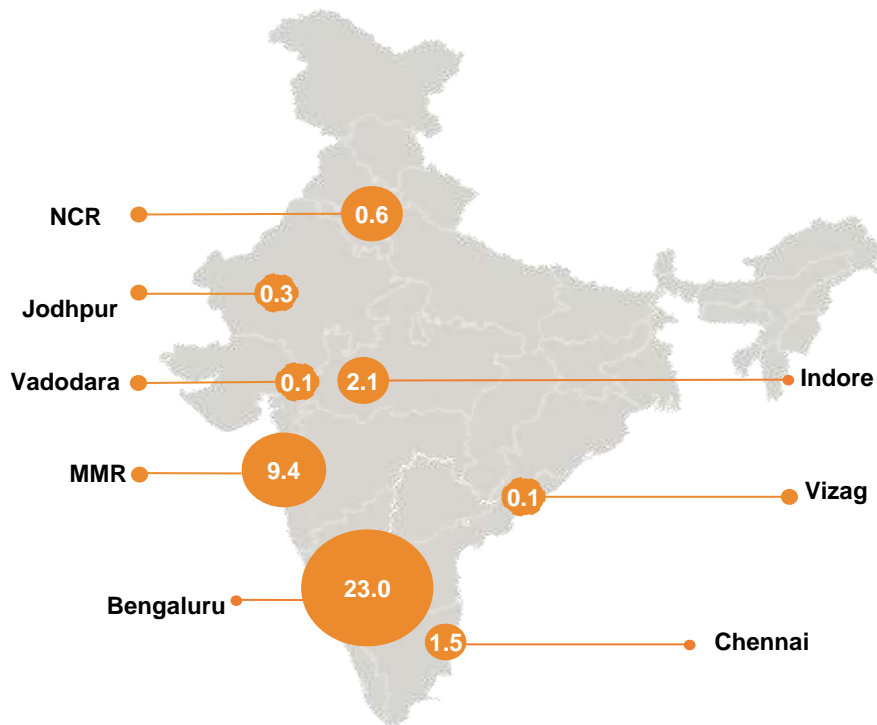 NCR
0.6
Jodhpur
0.3
Vadodara
0.1
2.1
Indore
MMR
9.4
0.1
Vizag
Bengaluru
23.0
1.5
Chennai